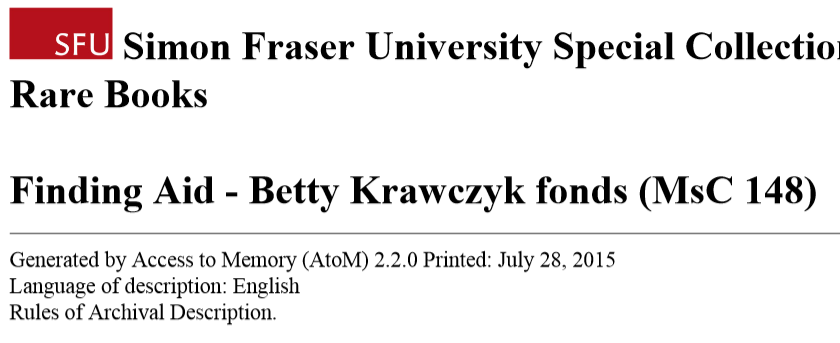 SFU Simon Fraser University Special Collection
Rare Books
Finding Aid - Betty Krawczyk fonds (MsC 148)
Generated by Access to Memory (AtoM) 2.2.0 Printed: July 28, 2015
Language of description: English
Rules of Archival Description.